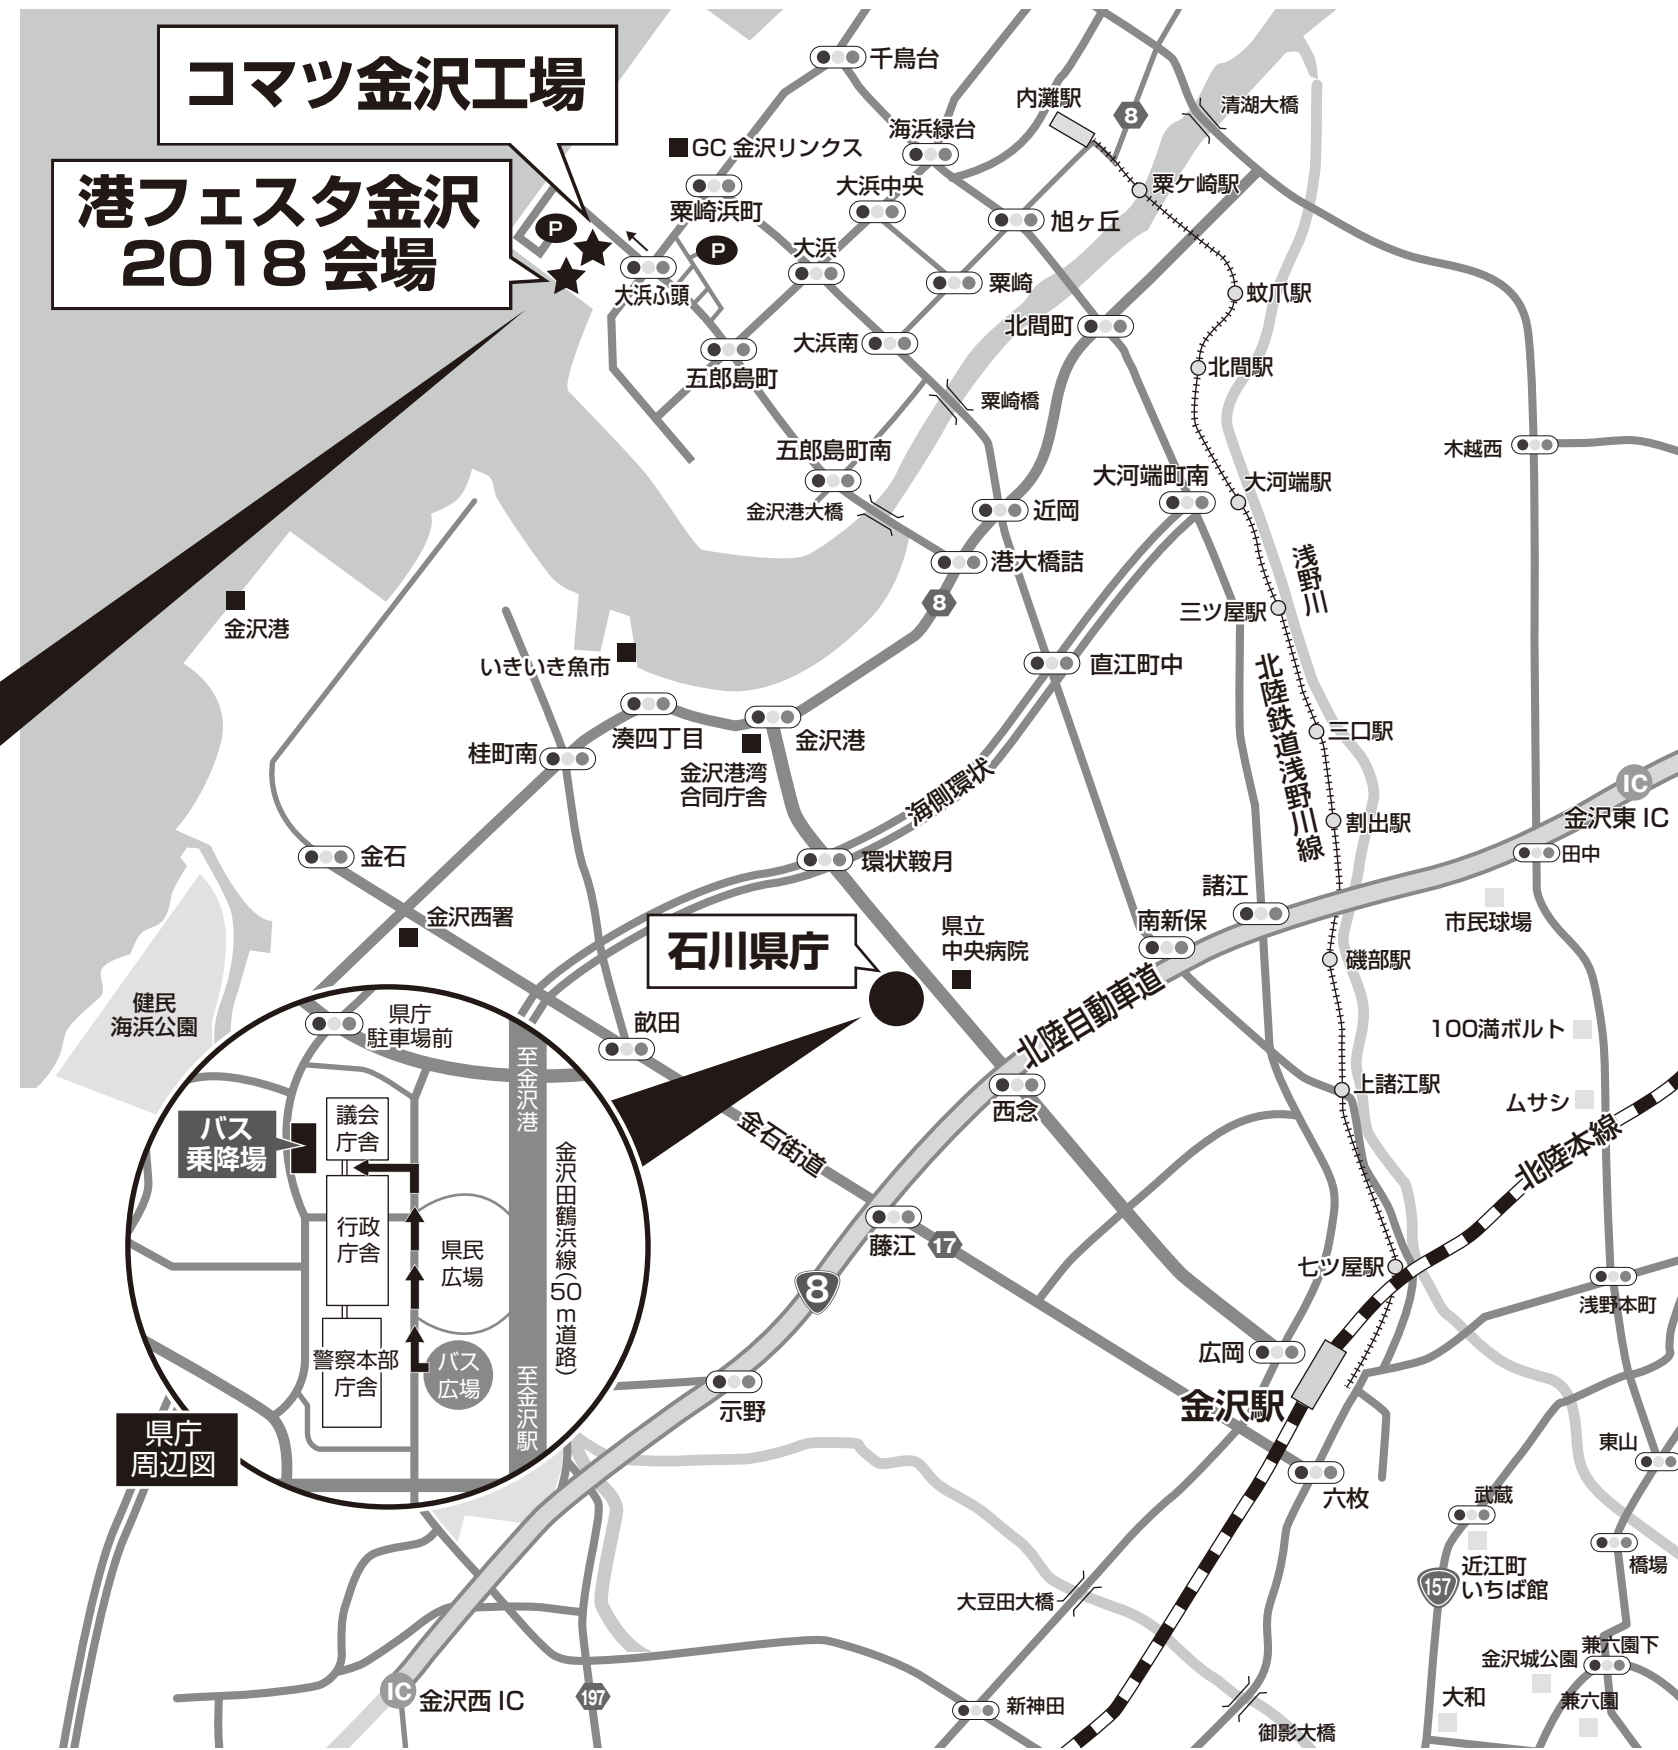 コマツ金沢工場
港フェスタ金沢
2018 会場
千鳥台
内灘駅
8
清湖大橋
海浜緑台
GC 金沢リンクス
大浜中央
粟ケ崎駅
粟崎浜町
P
P
旭ヶ丘
大浜
粟崎
蚊爪駅
大浜ふ頭
北間町
大浜南
北間駅
五郎島町
粟崎橋
五郎島町南
木越西
大河端町南
大河端駅
金沢港大橋
近岡
港大橋詰
浅野川
8
三ツ屋駅
金沢港
いきいき魚市
直江町中
北陸鉄道浅野川線
湊四丁目
金沢港
三口駅
桂町南
金沢港湾
合同庁舎
海側環状
IC
金沢東 IC
割出駅
金石
環状鞍月
田中
諸江
金沢西署
南新保
市民球場
石川県庁
県立
中央病院
磯部駅
健民
海浜公園
県庁
駐車場前
畝田
北陸自動車道
100満ボルト
至金沢港
西念
上諸江駅
ムサシ
議会
庁舎
バス
乗降場
金石街道
金沢田鶴浜線(50m道路)
北陸本線
行政
庁舎
県民
広場
藤江
17
七ツ屋駅
8
浅野本町
警察本部
庁舎
バス
広場
至金沢駅
広岡
金沢駅
示野
県庁
周辺図
東山
六枚
武蔵
近江町
いちば館
157
橋場
大豆田大橋
兼六園下
金沢城公園
IC
金沢西 IC
197
新神田
大和
兼六園
御影大橋